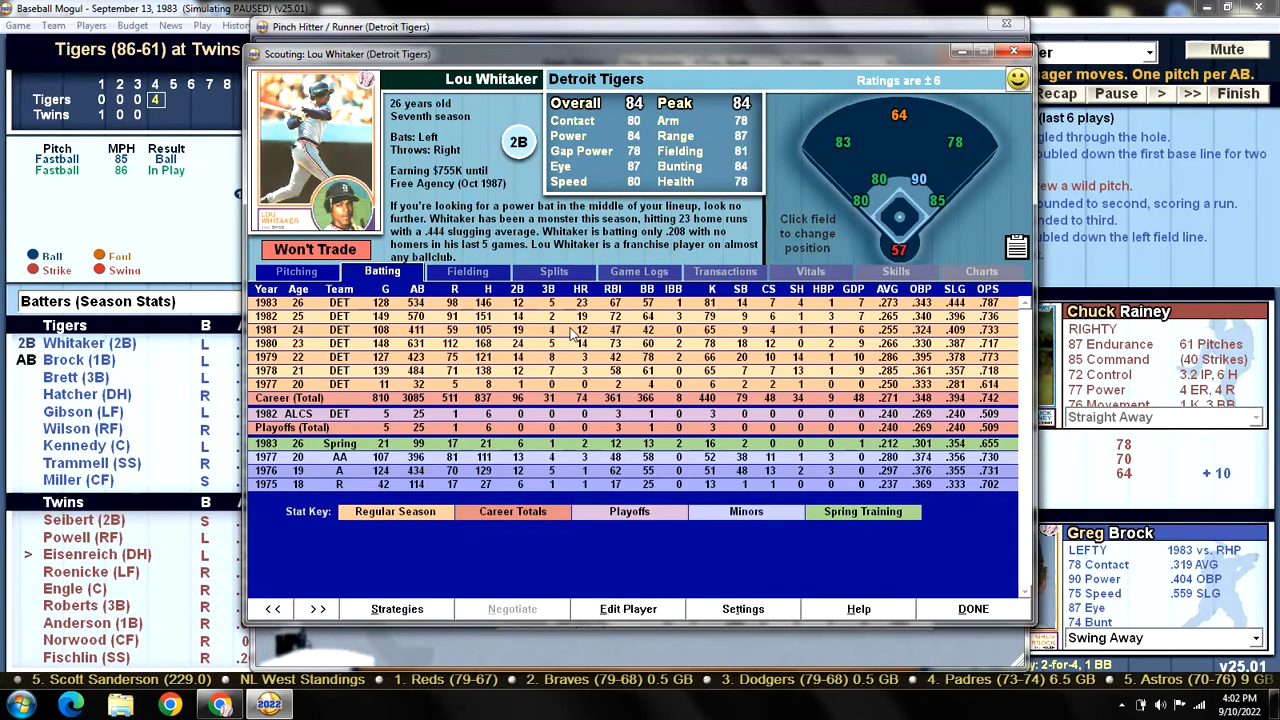 Baseball Mogul - September 13, 1983 (Simulating PAUSED) (v25.01)
Game Team Players Budget News Play
Pinch Hitter / Runner (Detroit Tigers)
Tigers (86-61) at Twins
1 2 3 4 5 6 7 8
Tigers 0 0 0 4
Twins 1 0 0
Pitch MPH Result
Fastball 85 Ball
Fastball 86 In Play
Ball Foul
Strike Swing
Batters (Season Stats)
Tigers B
2B Whitaker (2B) L
AB Brock (1B) L
Brett (3B) L
Hatcher (DH) R
Gibson (LF) L
Wilson (RF) L
Kennedy (C) L
Trammell (SS) R
Miller (CF) S
Twins B
Seibert (2B) S
Powell (RF) L
> Eisenreich (DH) L
Roenicke (LF) R
Engle (C) R
Roberts (3B) R
Anderson (1B) R
Norwood (CF) R 0
Fischlin (SS) R .2
Scouting: Lou Whitaker (Detroit Tigers)
Lou Whitaker
LOU WHITAKER
26 years old
Seventh season
Bats: Left
Throws: Right
Earning $755K until
Free Agency (Oct 1987)
2B
Won't Trade
Detroit Tigers
Ratings are ± 6
Overall 84 Peak 84
Contact 80 Arm 78
Power 84 Range 87
Gap Power 78 Fielding 81
Eye 87 Bunting 84
Speed 80 Health 78
If you're looking for a power bat in the middle of your lineup, look no
further. Whitaker has been a monster this season, hitting 23 home runs
with a .444 slugging average. Whitaker is batting only .208 with no
homers in his last 5 games. Lou Whitaker is a franchise player on almost
any ballclub.
64
83 78
80 90
80 85
57
Click field
to change
position
Pitching Batting Fielding Splits Game Logs Transactions Vitals Skills Charts
Year Age Team G AB R H 2B 3B HR RBI BB IBB K SB CS SH HBP GDP AVG OBP SLG OPS
1983 26 DET 128 534 98 146 12 5 23 67 57 0 81 14 7 4 1 7 .273 .343 .444 .787
1982 25 DET 149 570 91 151 14 2 19 72 64 3 79 9 6 1 3 7 .265 .340 .396 .736
1981 24 DET 108 411 59 105 19 4 12 47 42 0 65 9 4 1 1 6 .255 .324 .409 .733
1980 23 DET 148 631 112 168 24 5 14 73 60 2 78 18 12 0 2 9 .266 .330 .387 .717
1979 22 DET 127 423 75 121 14 8 3 42 78 2 66 20 10 14 1 10 .286 .395 .378 .773
1978 21 DET 139 484 71 138 12 7 3 58 61 0 65 7 7 13 1 9 .285 .361 .357 .718
1977 20 DET 11 32 5 8 1 0 0 2 4 0 6 2 2 1 0 0 .250 .333 .281 .614
Career (Total) 810 3085 511 837 96 31 74 361 366 8 440 79 48 34 9 48 .271 .348 .394 .742
1982 ALCS DET 5 25 1 6 0 0 0 3 1 0 3 0 0 0 0 0 .240 .269 .240 .509
Playoffs (Total) 5 25 1 6 0 0 0 3 1 0 3 0 0 0 0 0 .240 .269 .240 .509
1983 26 Spring 21 99 17 21 6 1 2 12 13 2 16 2 0 0 0 1 .212 .301 .354 .655
1977 20 AA 107 396 81 111 13 4 3 48 58 0 52 38 11 1 3 0 .280 .374 .356 .730
1976 19 A 124 434 70 129 12 5 1 62 55 0 51 48 13 2 3 0 .297 .376 .355 .731
1975 18 R 42 114 17 27 6 1 1 17 25 0 13 1 1 0 0 0 .237 .369 .333 .702
Stat Key: Regular Season Career Totals Playoffs Minors Spring Training
<< >> Strategies Negotiate Edit Player Settings Help DONE
Mute
One pitch per AB.
Pause > >> Finish
(last 6 plays)
gled through the hole.
oubled down the first base line for two
rew a wild pitch.
ounded to second, scoring a run.
nded to third.
ubled down the left field line.
Chuck Rainey
RIGHTY
87 Endurance 61 Pitches
85 Command (40 Strikes)
72 Control 3.2 IP, 6 H
77 Power 4 ER, 4 R
76 Movement 1 K, 3 BB
Straight Away
78
70
64 + 10
Greg Brock
LEFTY 1983 vs. RHP
78 Contact .319 AVG
90 Power .404 OBP
75 Speed .559 SLG
87 Eye
74 Bunt
Swing Away
y: 2-for-4, 1 BB v25.01
5. Scott Sanderson (229.0) NL West Standings 1. Reds (79-67) 2. Braves (79-68) 0.5 GB 3. Dodgers (79-68) 0.5 GB 4. Padres (73-74) 6.5 GB 5. Astros (70-76) 9 GB
2022
4:02 PM
9/10/2022